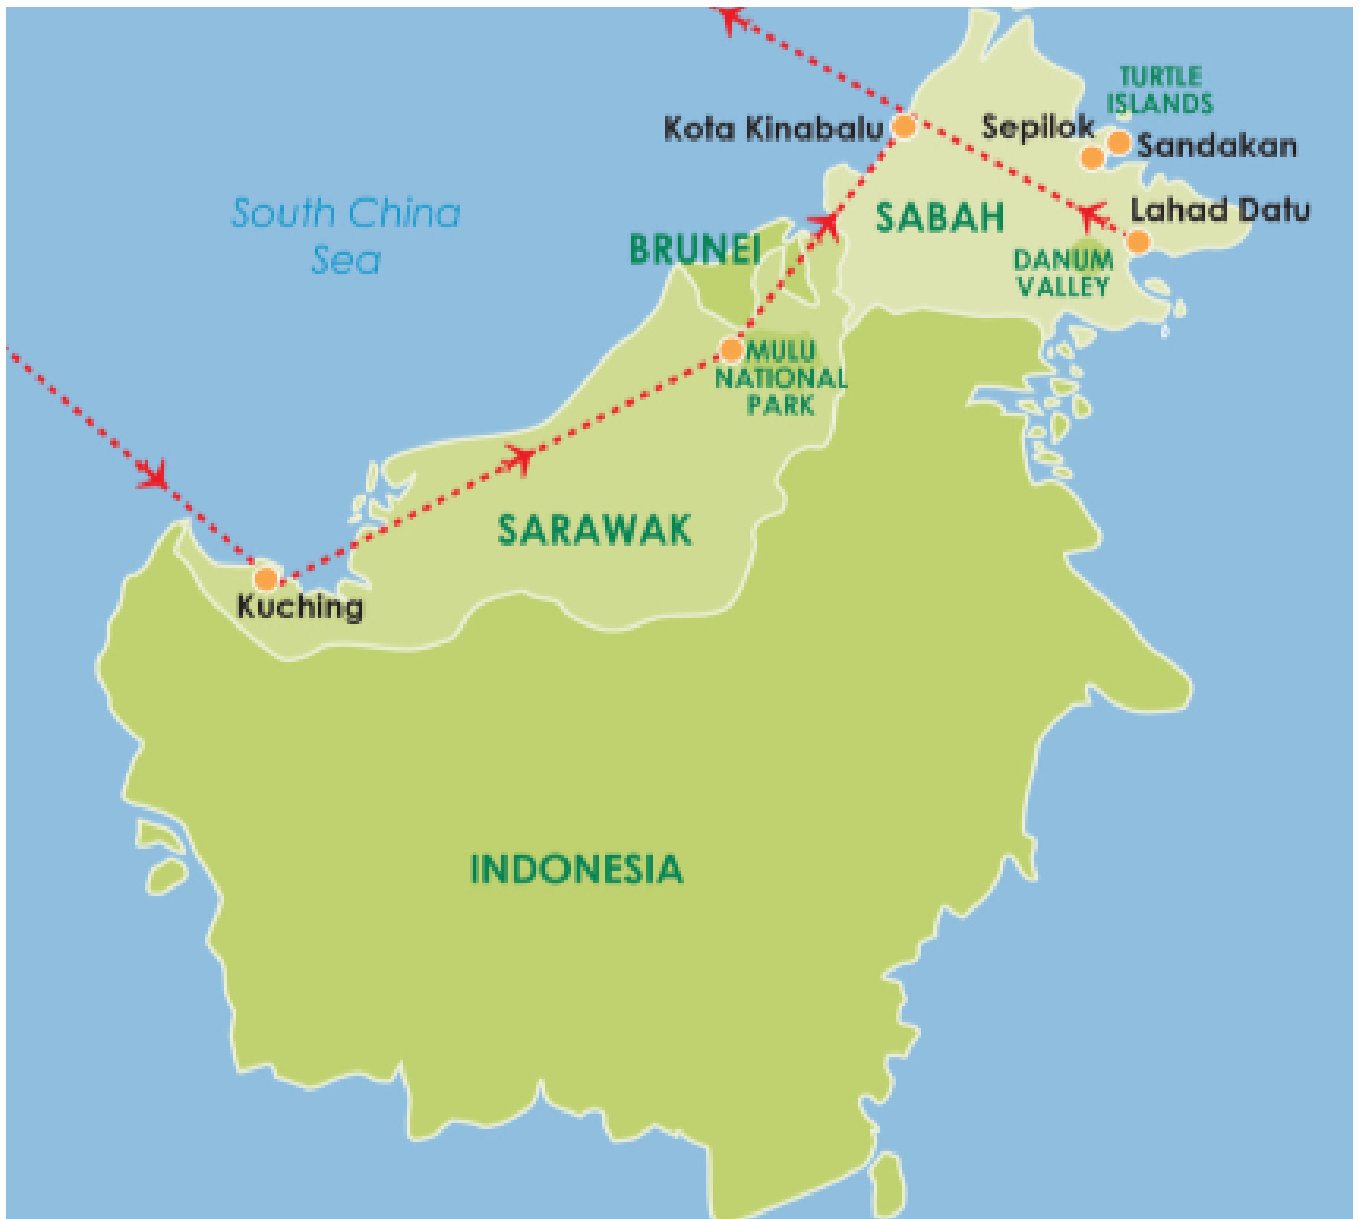 TURTLE
ISLANDS
Kota Kinabalu
Sepilok
Sandakan
South China
Sea
SABAH
Lahad Datu
BRUNEI
DANUM
VALLEY
MULU
NATIONAL
PARK
SARAWAK
Kuching
INDONESIA